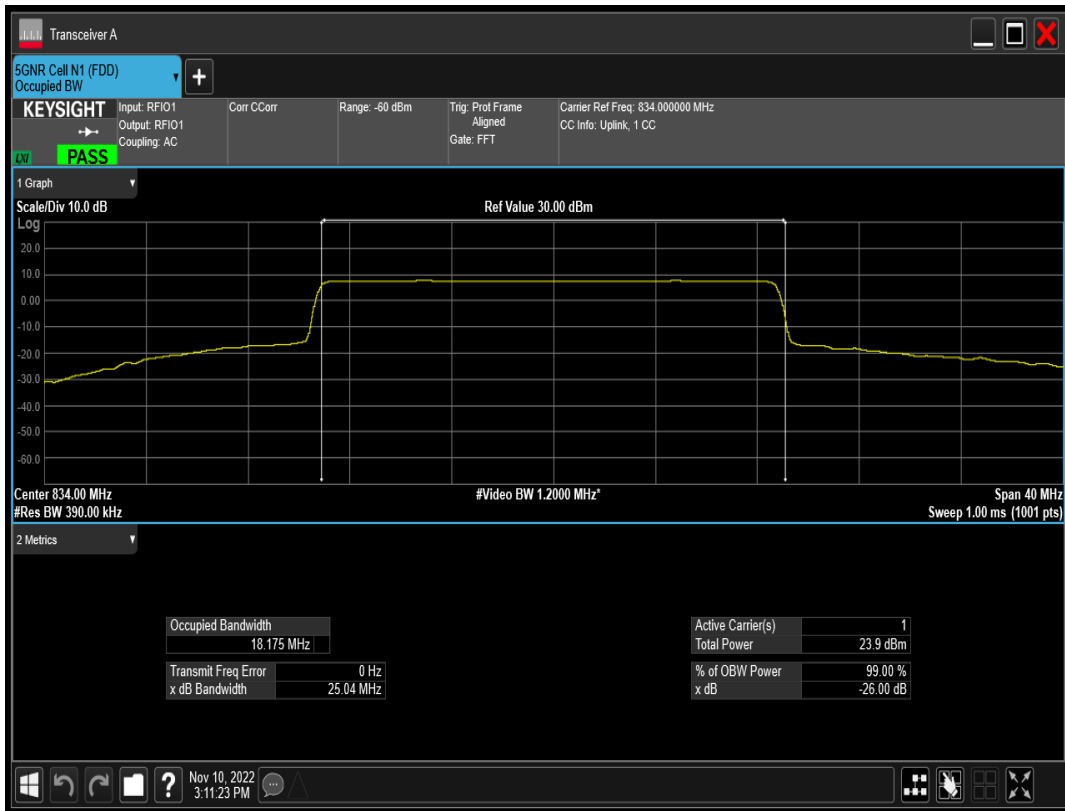 Transceiver A
5GNR Cell N1 (FDD)
Occupied BW
+
KEYSIGHT
LXI
PASS
Input: RFIO1
Output: RFIO1
Coupling: AC
Corr CCorr
Range: -60 dBm
Trig: Prot Frame
Aligned
Gate: FFT
Carrier Ref Freq: 834.000000 MHz
CC Info: Uplink, 1 CC
1 Graph
Scale/Div 10.0 dB
Ref Value 30.00 dBm
Log
20.0
10.0
0.00
-10.0
-20.0
-30.0
-40.0
-50.0
-60.0
Center 834.00 MHz
#Video BW 1.2000 MHz*
Span 40 MHz
#Res BW 390.00 kHz
Sweep 1.00 ms (1001 pts)
2 Metrics
Occupied Bandwidth
18.175 MHz
Transmit Freq Error 0 Hz
x dB Bandwidth 25.04 MHz
Active Carrier(s) 1
Total Power 23.9 dBm
% of OBW Power 99.00 %
x dB -26.00 dB
?
Nov 10, 2022
3:11:23 PM